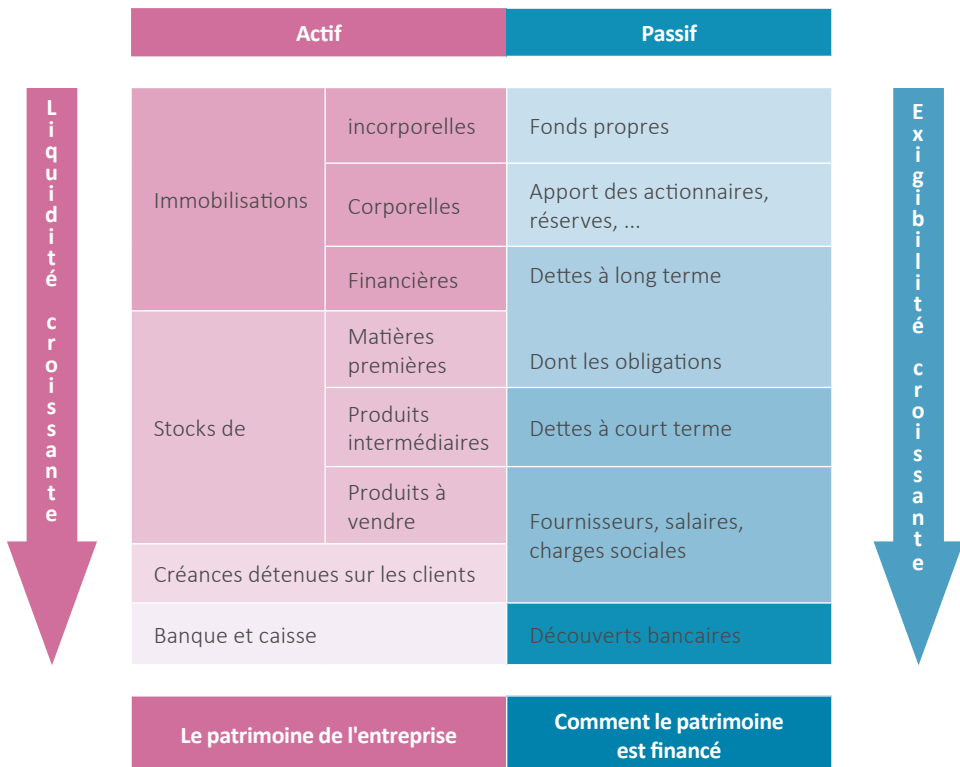 Actif
Passif
Liquidité croissante
Exigibilité croissante
Immobilisations
incorporelles
Fonds propres
Corporelles
Apport des actionnaires,
réserves, ...
Financières
Dettes à long terme
Dont les obligations
Stocks de
Matières
premières
Produits
intermédiaires
Dettes à court terme
Produits à
vendre
Fournisseurs, salaires,
charges sociales
Créances détenues sur les clients
Banque et caisse
Découverts bancaires
Le patrimoine de l'entreprise
Comment le patrimoine
est financé